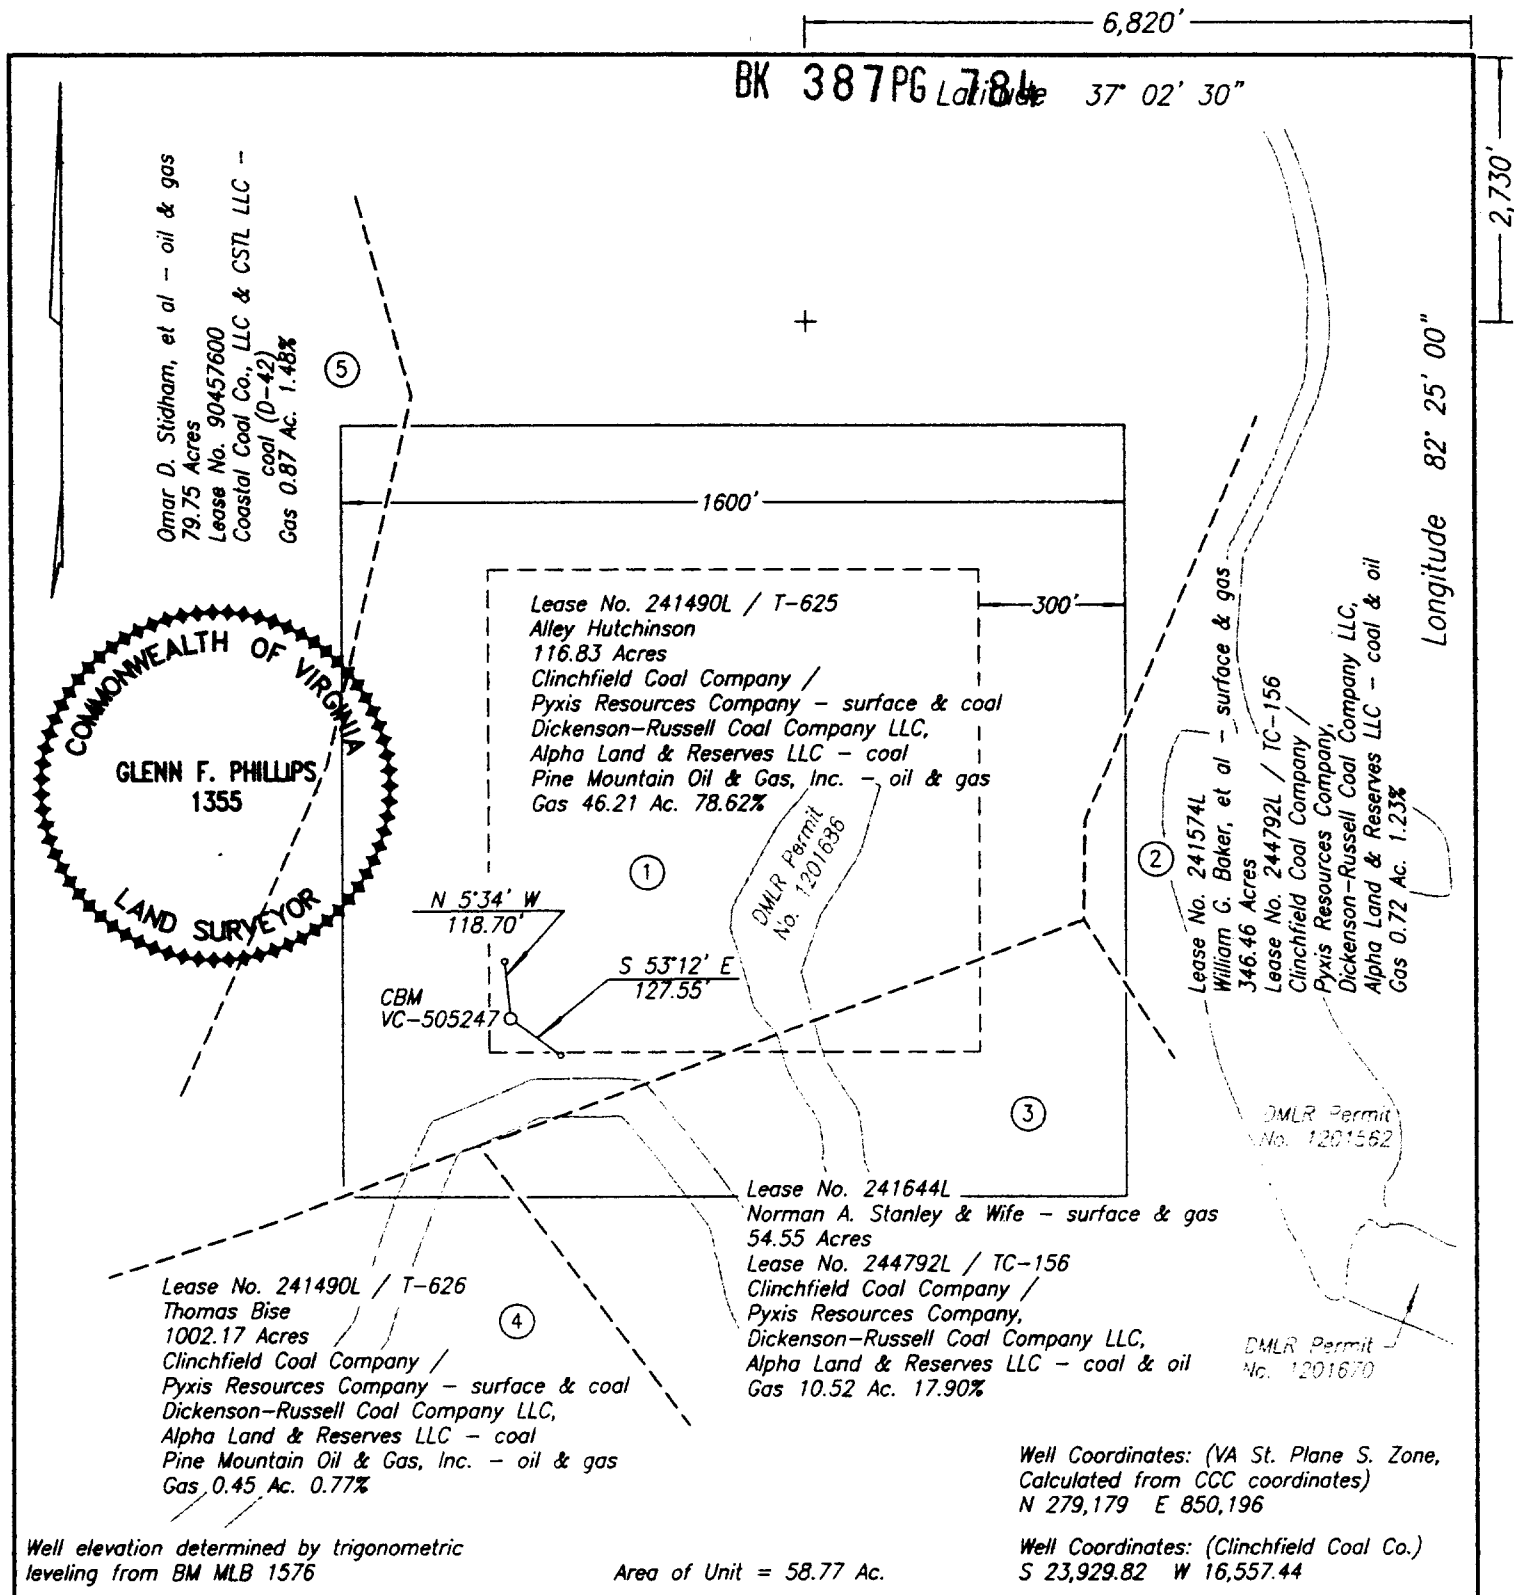 6,820'
BK 387PG 784
Latitude 37° 02' 30"
2,730'
Longitude 82° 25' 00"
Omar D. Stidham, et al - oil & gas
79.75 Acres
Lease No. 90457600
Coastal Coal Co., LLC & CSTL LLC -
coal (D-42)
Gas 0.87 Ac. 1.48%
5
1600'
300'
COMMONWEALTH OF VIRGINIA
GLENN F. PHILLIPS
1355
LAND SURVEYOR
Lease No. 241490L / T-625
Alley Hutchinson
116.83 Acres
Clinchfield Coal Company /
Pyxis Resources Company - surface & coal
Dickenson-Russell Coal Company LLC,
Alpha Land & Reserves LLC - coal
Pine Mountain Oil & Gas, Inc. - oil & gas
Gas 46.21 Ac. 78.62%
1
DMLR Permit
No. 1201686
N 5°34' W
118.70'
S 53°12' E
127.55'
CBM
VC-505247
2
Lease No. 241574L
William G. Baker, et al - surface & gas
346.46 Acres
Lease No. 244792L / TC-156
Clinchfield Coal Company /
Pyxis Resources Company,
Dickenson-Russell Coal Company LLC,
Alpha Land & Reserves LLC - coal & oil
Gas 0.72 Ac. 1.23%
3
DMLR Permit
No. 1201562
Lease No. 241644L
Norman A. Stanley & Wife - surface & gas
54.55 Acres
Lease No. 244792L / TC-156
Clinchfield Coal Company /
Pyxis Resources Company,
Dickenson-Russell Coal Company LLC,
Alpha Land & Reserves LLC - coal & oil
Gas 10.52 Ac. 17.90%
Lease No. 241490L / T-626
Thomas Bise
1002.17 Acres
Clinchfield Coal Company /
Pyxis Resources Company - surface & coal
Dickenson-Russell Coal Company LLC,
Alpha Land & Reserves LLC - coal
Pine Mountain Oil & Gas, Inc. - oil & gas
Gas 0.45 Ac. 0.77%
4
DMLR Permit
No. 1201670
Well Coordinates: (VA St. Plane S. Zone,
Calculated from CCC coordinates)
N 279,179 E 850,196
Well Coordinates: (Clinchfield Coal Co.)
S 23,929.82 W 16,557.44
Well elevation determined by trigonometric
leveling from BM MLB 1576
Area of Unit = 58.77 Ac.